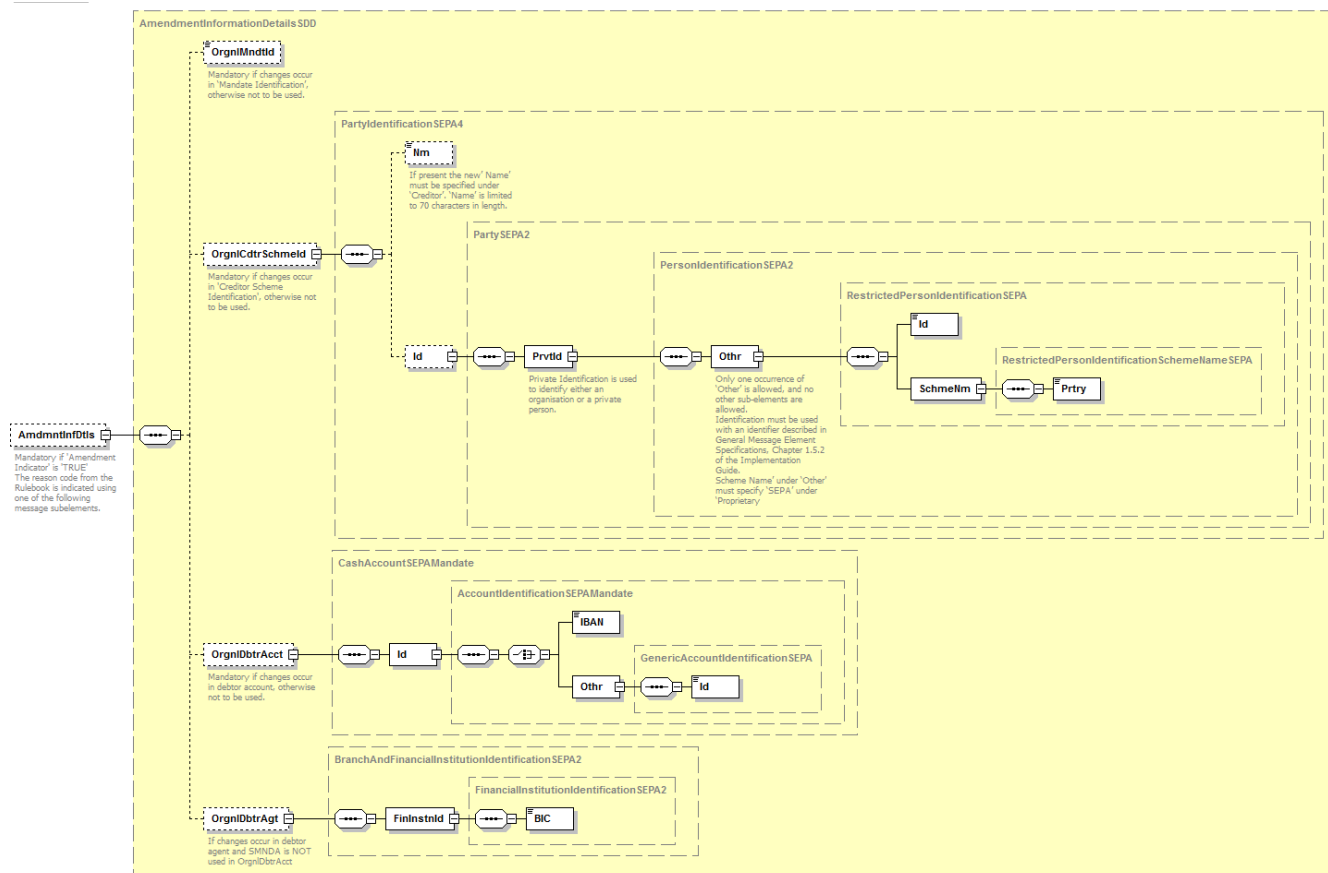 AmendmentInformationDetailsSDD
OrgnlMndtId
Mandatory if changes occur
in 'Mandate Identification',
otherwise not to be used.
PartyIdentificationSEPA4
Nm
If present the new' Name'
must be specified under
'Creditor'. 'Name' is limited
to 70 characters in length.
PartySEPA2
OrgnlCdtrSchmeId
Mandatory if changes occur
in 'Creditor Scheme
Identification', otherwise not
to be used.
PersonIdentificationSEPA2
RestrictedPersonIdentificationSEPA
Id
Id
PrvtId
Private Identification is used
to identify either an
organisation or a private
person.
Othr
Only one occurrence of
'Other' is allowed, and no
other sub-elements are
allowed.
Identification must be used
with an identifier described in
General Message Element
Specifications, Chapter 1.5.2
of the Implementation
Guide.
Scheme Name' under 'Other'
must specify 'SEPA' under
'Proprietary
RestrictedPersonIdentificationSchemeNameSEPA
SchmeNm
Prtry
AmdmntInfDtls
Mandatory if 'Amendment
Indicator' is 'TRUE'
The reason code from the
Rulebook is indicated using
one of the following
message subelements.
CashAccountSEPAMandate
AccountIdentificationSEPAMandate
IBAN
OrgnlDbtrAcct
Mandatory if changes occur
in debtor account, otherwise
not to be used.
Id
GenericAccountIdentificationSEPA
Othr
Id
BranchAndFinancialInstitutionIdentificationSEPA2
FinancialInstitutionIdentificationSEPA2
OrgnlDbtrAgt
If changes occur in debtor
agent and SMNDA is NOT
used in OrgnlDbtrAcct
FinInstnId
BIC